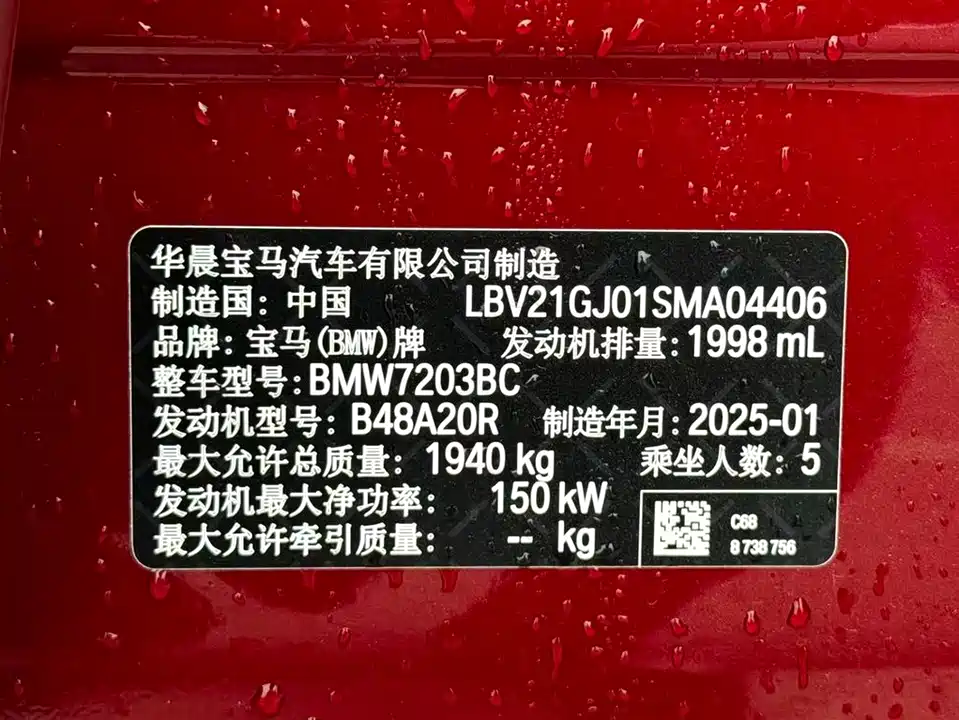 华晨宝马汽车有限公司制造
制造国：中国 LBV21GJ01SMA04406
品牌：宝马(BMW)牌 发动机排量：1998 mL
整车型号：BMW7203BC
发动机型号：B48A20R 制造年月：2025-01
最大允许总质量：1940 kg 乘坐人数：5
发动机最大净功率：150 kW
最大允许牵引质量：-- kg
C68
8 738 756